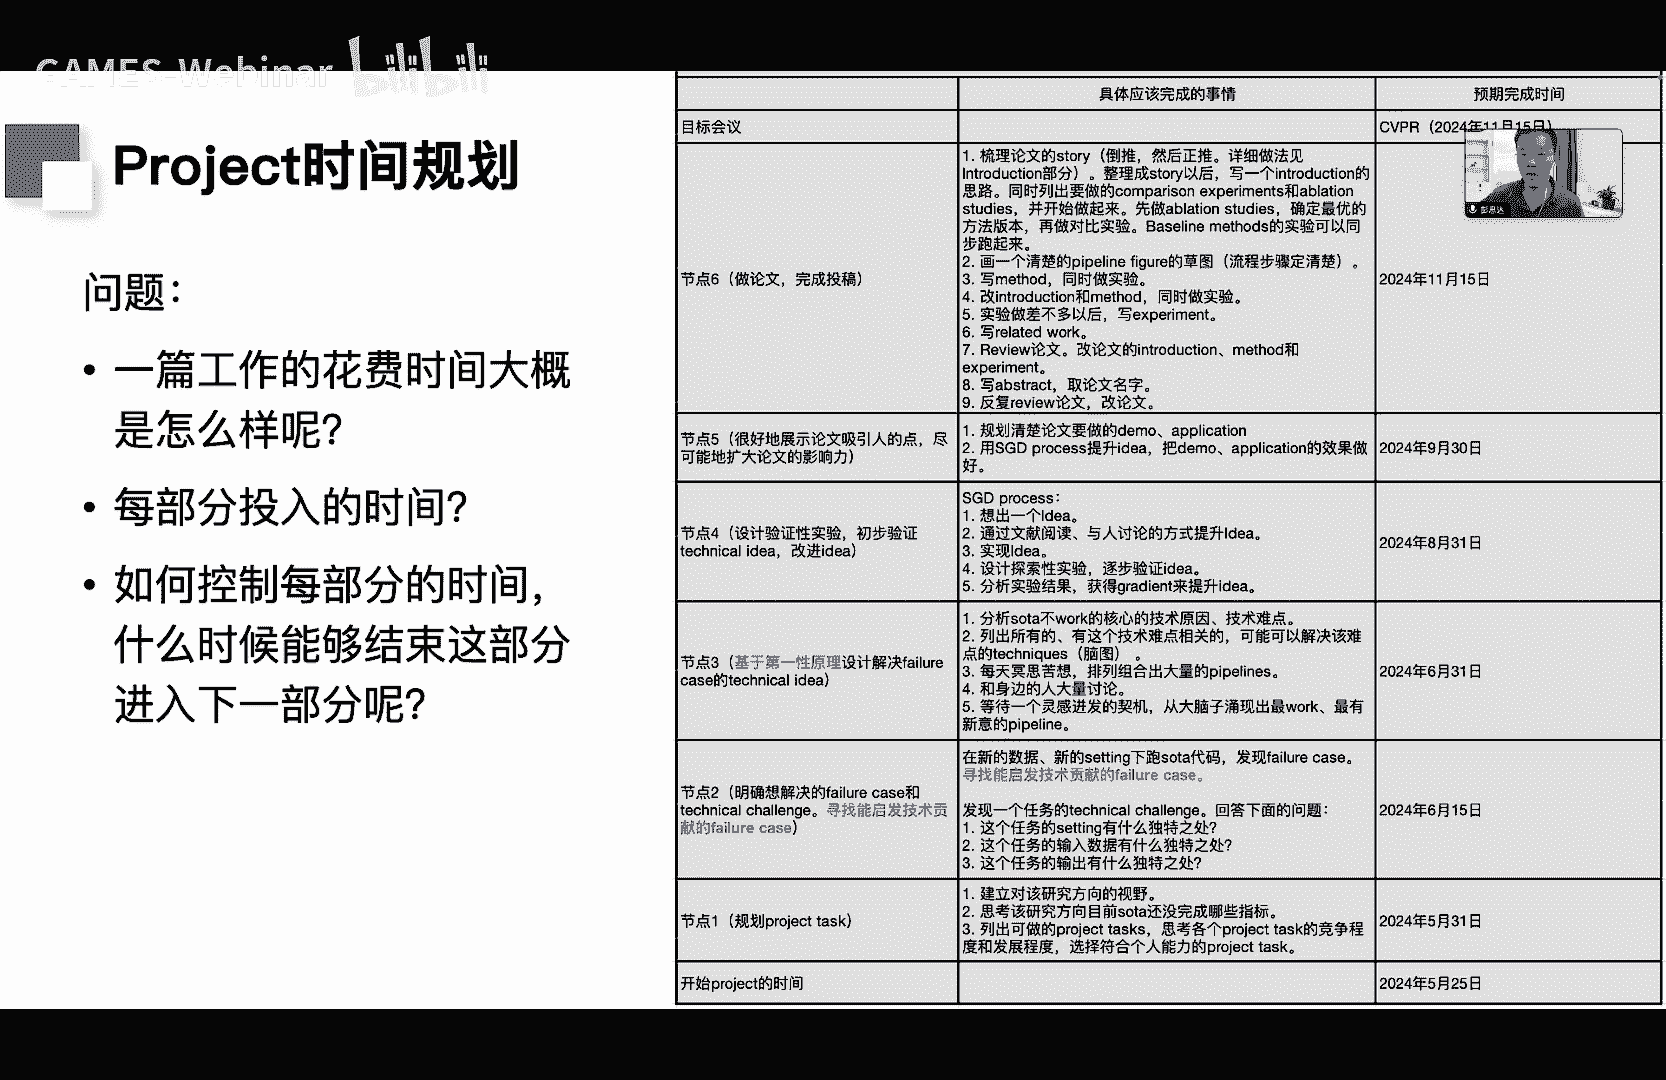 GAMES-Webinar bilibili
Project时间规划
问题：
• 一篇工作的花费时间大概
是怎么样呢？
• 每部分投入的时间？
• 如何控制每部分的时间，
什么时候能够结束这部分
进入下一部分呢？
具体应该完成的事情
预期完成时间
目标会议
CVPR（2024年11月15日）
节点6（做论文，完成投稿）
1. 梳理论文的story（倒推，然后正推。详细做法见
Introduction部分）。整理成story以后，写一个introduction的
思路。同时列出要做的comparison experiments和ablation
studies，并开始做起来。先做ablation studies，确定最优的
方法版本，再做对比实验。Baseline methods的实验可以同
步跑起来。
2. 画一个清楚的pipeline figure的草图（流程步骤定清楚）。
3. 写method，同时做实验。
4. 改introduction和method，同时做实验。
5. 实验做差不多以后，写experiment。
6. 写related work。
7. Review论文。改论文的introduction、method和
experiment。
8. 写abstract，取论文名字。
9. 反复review论文，改论文。
2024年11月15日
节点5（很好地展示论文吸引人的点，尽
可能地扩大论文的影响力）
1. 规划清楚论文要做的demo、application
2. 用SGD process提升idea，把demo、application的效果做
好。
2024年9月30日
节点4（设计验证性实验，初步验证
technical idea，改进idea）
SGD process：
1. 想出一个Idea。
2. 通过文献阅读、与人讨论的方式提升Idea。
3. 实现Idea。
4. 设计探索性实验，逐步验证idea。
5. 分析实验结果，获得gradient来提升idea。
2024年8月31日
节点3（基于第一性原理设计解决failure
case的technical idea）
1. 分析sota不work的核心的技术原因、技术难点。
2. 列出所有的、有这个技术难点相关的，可能可以解决该难
点的techniques（脑图）。
3. 每天冥思苦想，排列组合出大量的pipelines。
4. 和身边的人大量讨论。
5. 等待一个灵感迸发的契机，从大脑子涌现出最work、最有
新意的pipeline。
2024年6月31日
节点2（明确想解决的failure case和
technical challenge。寻找能启发技术贡
献的failure case）
在新的数据、新的setting下跑sota代码，发现failure case。
寻找能启发技术贡献的failure case。
发现一个任务的technical challenge。回答下面的问题：
1. 这个任务的setting有什么独特之处？
2. 这个任务的输入数据有什么独特之处？
3. 这个任务的输出有什么独特之处？
2024年6月15日
节点1（规划project task）
1. 建立对该研究方向的视野。
2. 思考该研究方向目前sota还没完成哪些指标。
3. 列出可做的project tasks，思考各个project task的竞争程
度和发展程度，选择符合个人能力的project task。
2024年5月31日
开始project的时间
2024年5月25日